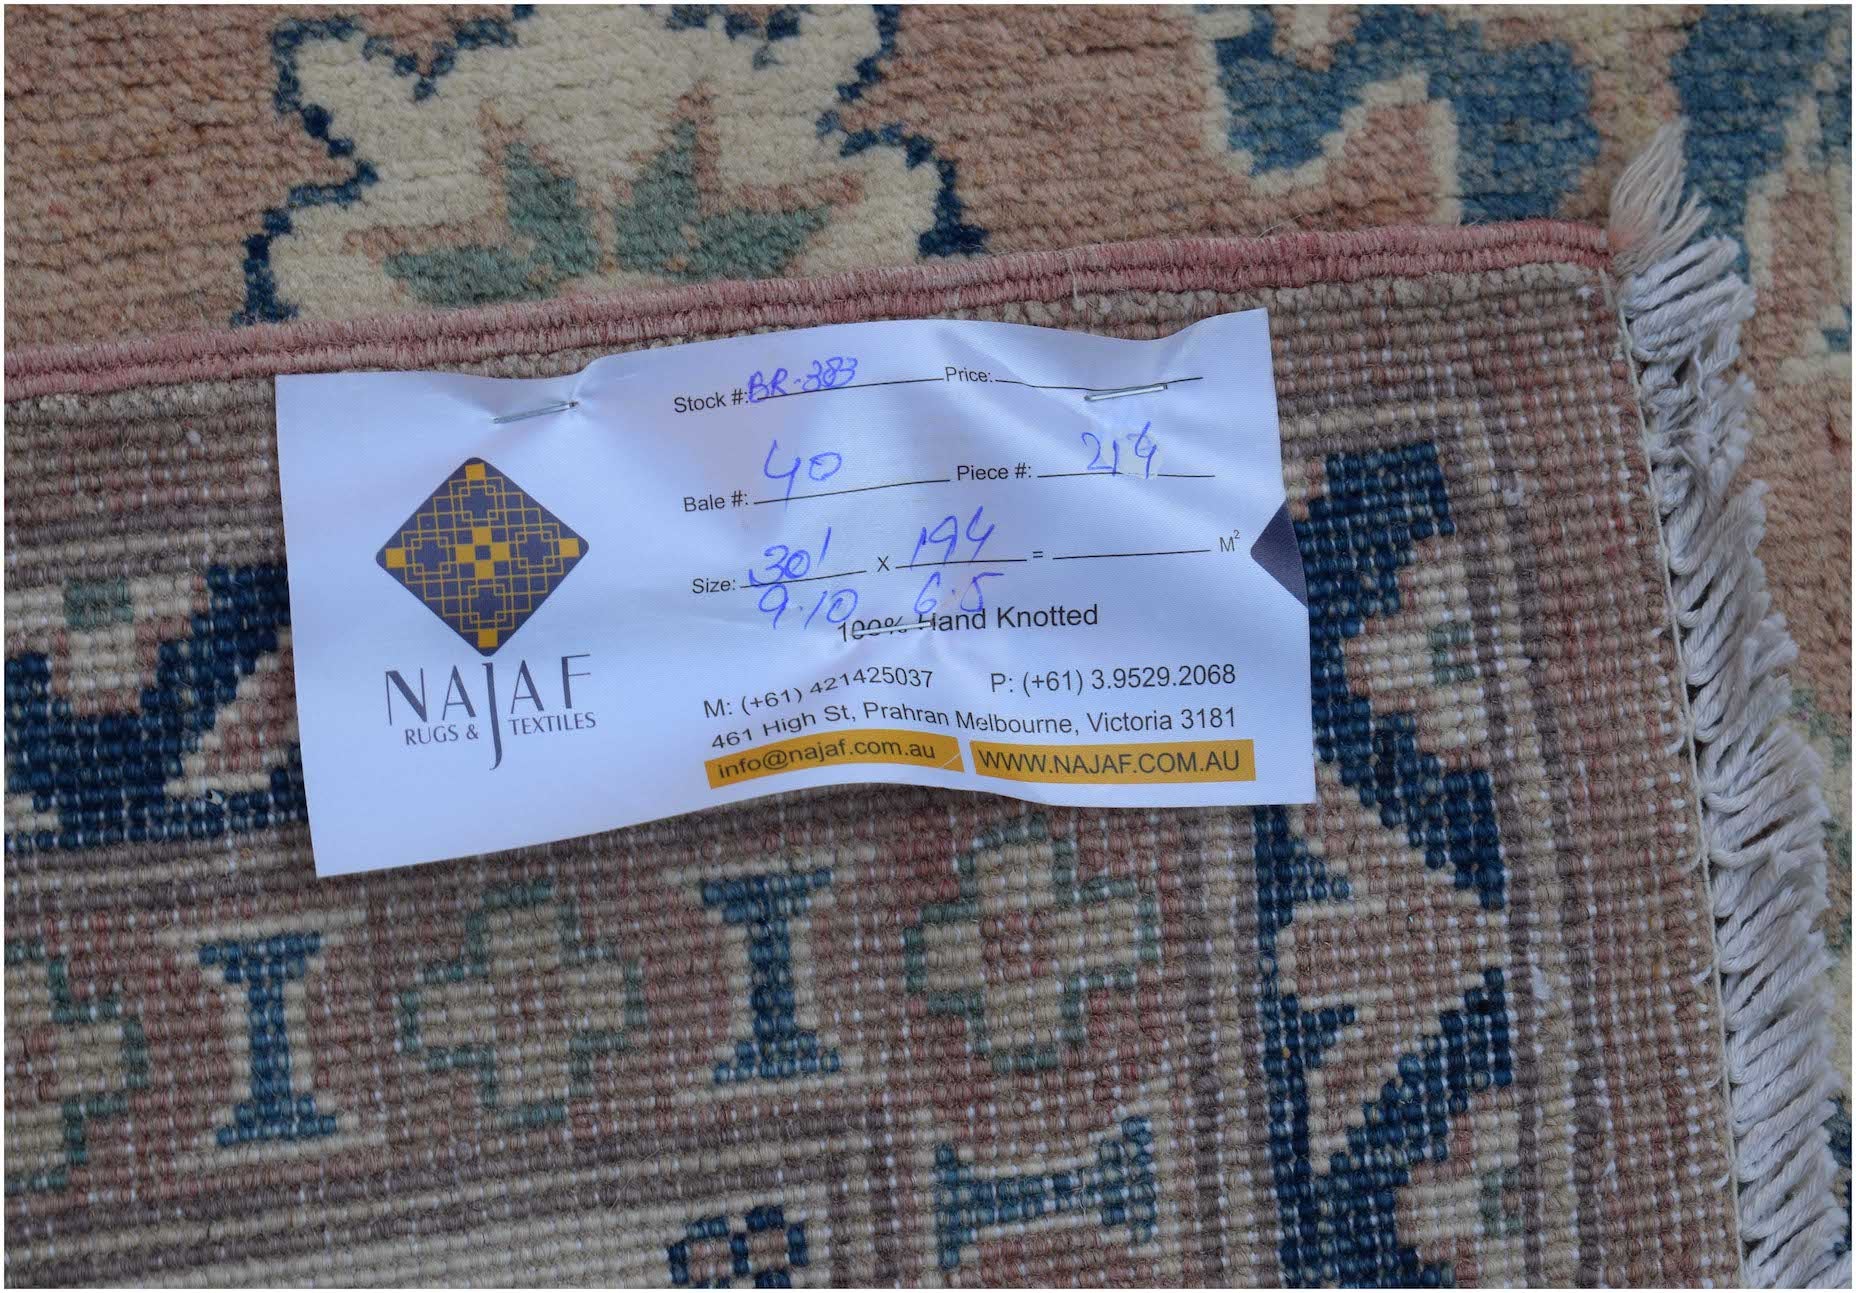 Stock #: BR-383 Price:
Bale #: 40 Piece #: 214
Size: 301 x 194 = M²
9.10 6.5
100% Hand Knotted
NAJAF
RUGS & TEXTILES
M: (+61) 421425037 P: (+61) 3.9529.2068
461 High St, Prahran Melbourne, Victoria 3181
info@najaf.com.au WWW.NAJAF.COM.AU